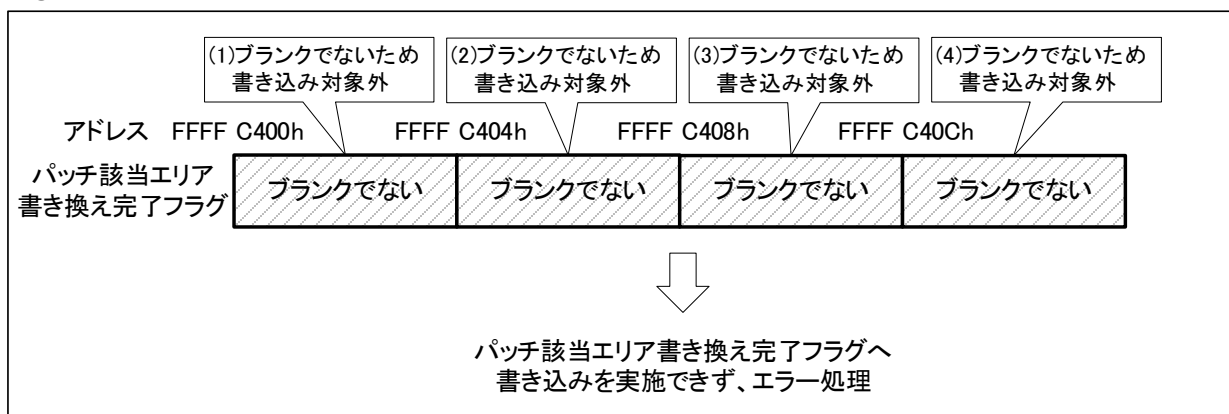 (1)ブランクでないため
書き込み対象外
(2)ブランクでないため
書き込み対象外
(3)ブランクでないため
書き込み対象外
(4)ブランクでないため
書き込み対象外
アドレス FFFF C400h FFFF C404h FFFF C408h FFFF C40Ch
パッチ該当エリア
書き換え完了フラグ
ブランクでない ブランクでない ブランクでない ブランクでない
パッチ該当エリア書き換え完了フラグへ
書き込みを実施できず、エラー処理